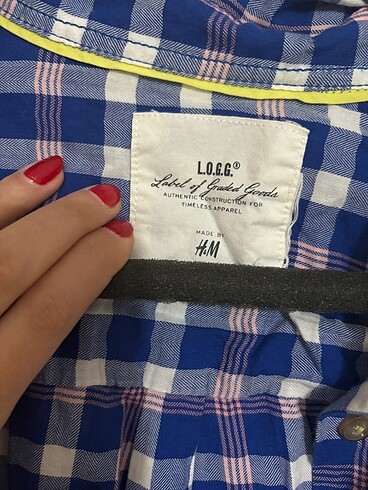 L.O.G.G.®
Label of Graded Goods
AUTHENTIC CONSTRUCTION FOR
TIMELESS APPAREL
MADE BY
H&M